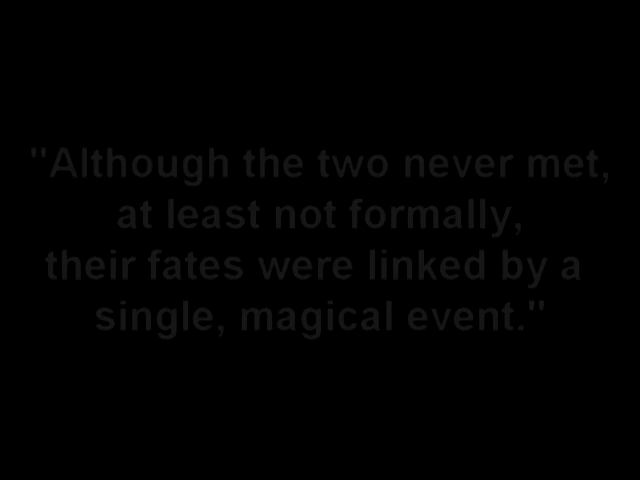 "Although the two never met,
at least not formally,
their fates were linked by a
single, magical event."